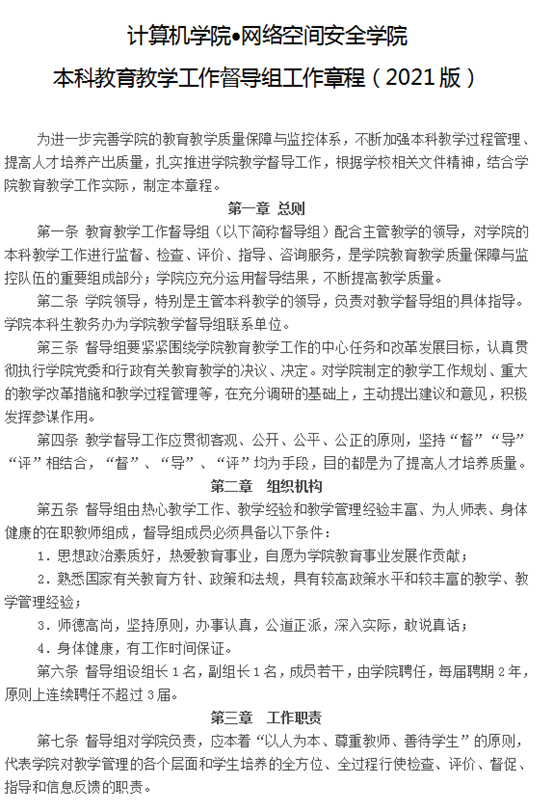 计算机学院•网络空间安全学院
本科教育教学工作督导组工作章程（2021 版）
为进一步完善学院的教育教学质量保障与监控体系，不断加强本科教学过程管理、
提高人才培养产出质量，扎实推进学院教学督导工作，根据学校相关文件精神，结合学
院教育教学工作实际，制定本章程。
第一章 总则
第一条 教育教学工作督导组（以下简称督导组）配合主管教学的领导，对学院的
本科教学工作进行监督、检查、评价、指导、咨询服务，是学院教育教学质量保障与监
控队伍的重要组成部分；学院应充分运用督导结果，不断提高教学质量。
第二条 学院领导，特别是主管本科教学的领导，负责对教学督导组的具体指导。
学院本科生教务办为学院教学督导组联系单位。
第三条 督导组要紧紧围绕学院教育教学工作的中心任务和改革发展目标，认真贯
彻执行学院党委和行政有关教育教学的决议、决定。对学院制定的教学工作规划、重大
的教学改革措施和教学过程管理等，在充分调研的基础上，主动提出建议和意见，积极
发挥参谋作用。
第四条 教学督导工作应贯彻客观、公开、公平、公正的原则，坚持“督”“导”
“评”相结合，“督”、“导”、“评”均为手段，目的都是为了提高人才培养质量。
第二章 组织机构
第五条 督导组由热心教学工作、教学经验和教学管理经验丰富、为人师表、身体
健康的在职教师组成，督导组成员必须具备以下条件：
1．思想政治素质好，热爱教育事业，自愿为学院教育事业发展作贡献；
2．熟悉国家有关教育方针、政策和法规，具有较高政策水平和较丰富的教学、教
学管理经验；
3．师德高尚，坚持原则，办事认真，公道正派，深入实际，敢说真话；
4．身体健康，有工作时间保证。
第六条 督导组设组长 1 名，副组长 1 名，成员若干，由学院聘任，每届聘期 2 年，
原则上连续聘任不超过 3 届。
第三章 工作职责
第七条 督导组对学院负责，应本着“以人为本、尊重教师、善待学生”的原则，
代表学院对教学管理的各个层面和学生培养的全方位、全过程行使检查、评价、督促、
指导和信息反馈的职责。